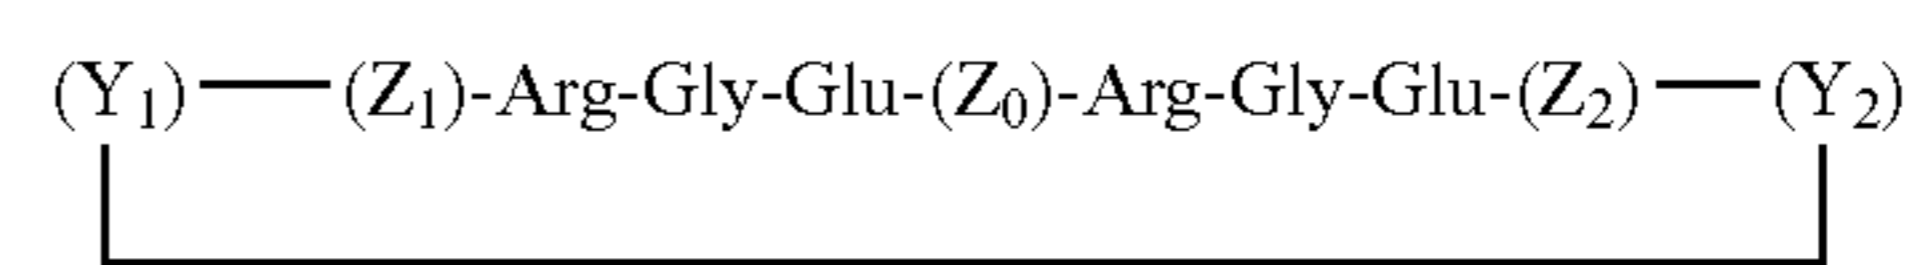 (Y₁)—(Z₁)-Arg-Gly-Glu-(Z₀)-Arg-Gly-Glu-(Z₂)—(Y₂)